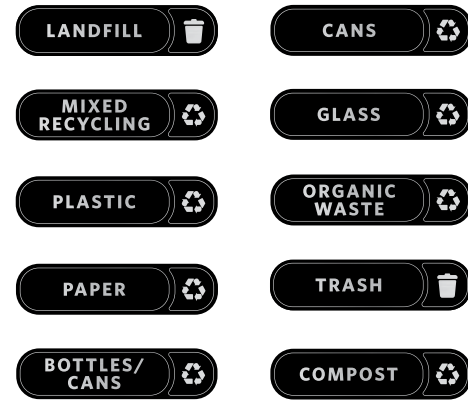 LANDFILL
CANS
MIXED
RECYCLING
GLASS
PLASTIC
ORGANIC
WASTE
PAPER
TRASH
BOTTLES/
CANS
COMPOST